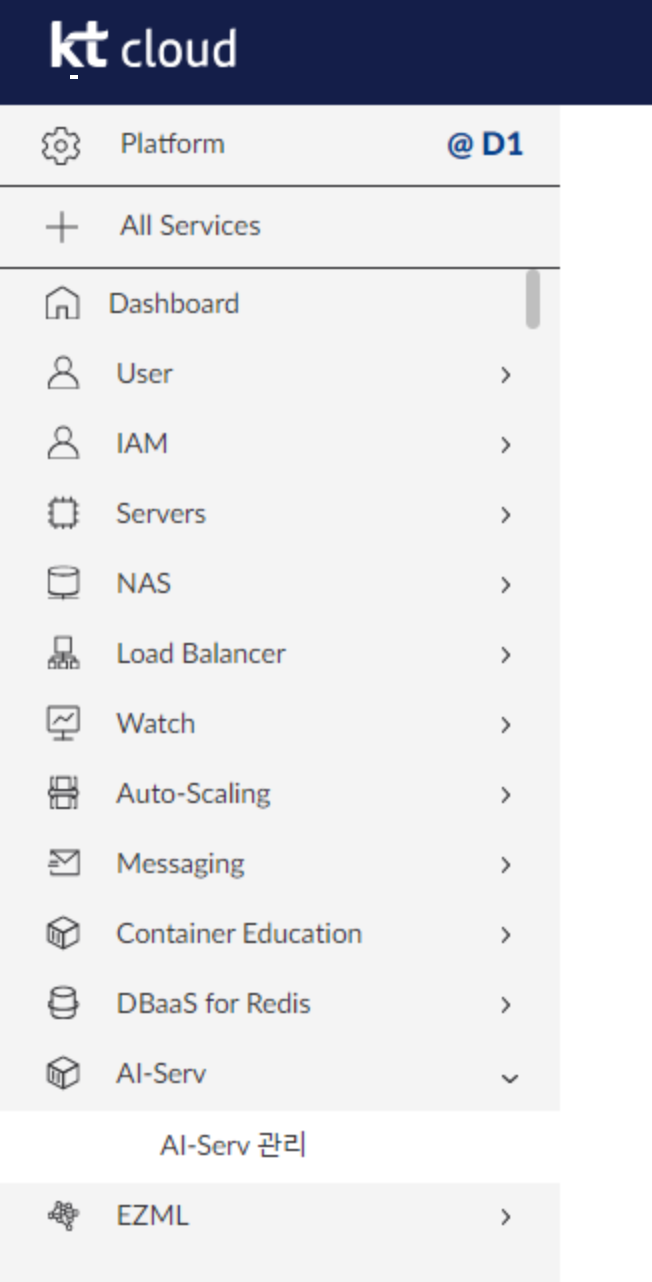 kt cloud
Platform @ D1
All Services
Dashboard
User
IAM
Servers
NAS
Load Balancer
Watch
Auto-Scaling
Messaging
Container Education
DBaaS for Redis
AI-Serv
AI-Serv 관리
EZML